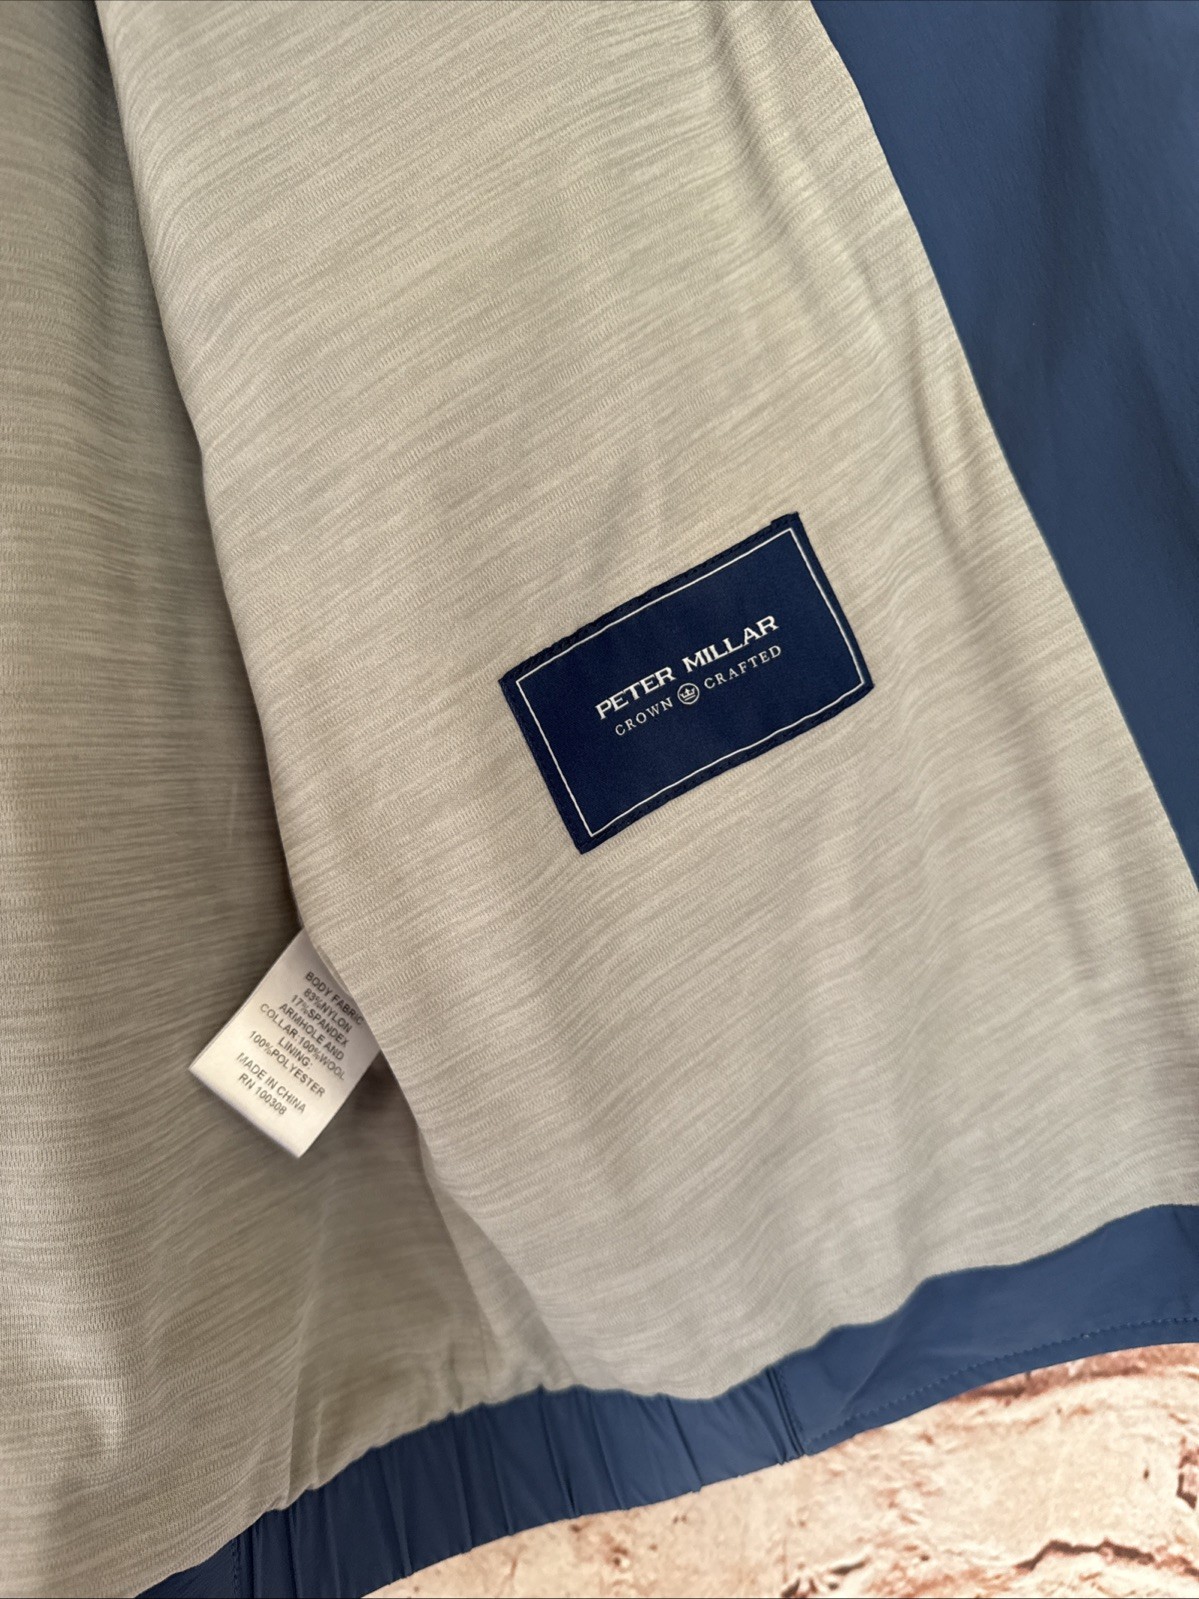 PETER MILLAR
CROWN CRAFTED
BODY FABRIC
83%NYLON
17%SPANDEX
ARMHOLE AND
COLLAR:100%WOOL
LINING:
100%POLYESTER
MADE IN CHINA
RN 100308